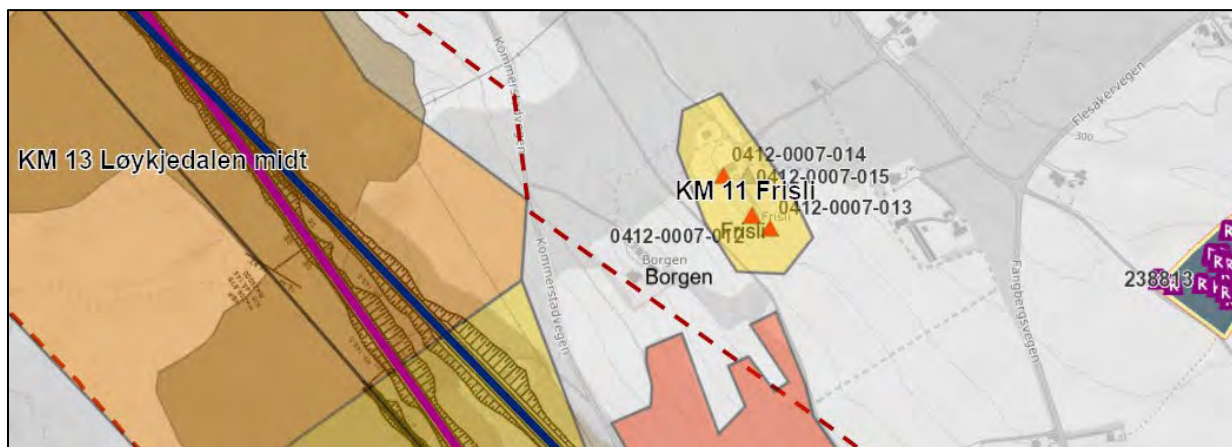 Kommerstadvegen
Flesakervegen
300
KM 13 Løykjedalen midt
0412-0007-014
0412-0007-015
KM 11 Frisli
0412-0007-013
Frisli
Frisli
0412-0007-012
Borgen
Borgen
Kommerstadvegen
Fangbergsvegen
238813
R
R
R
R
R